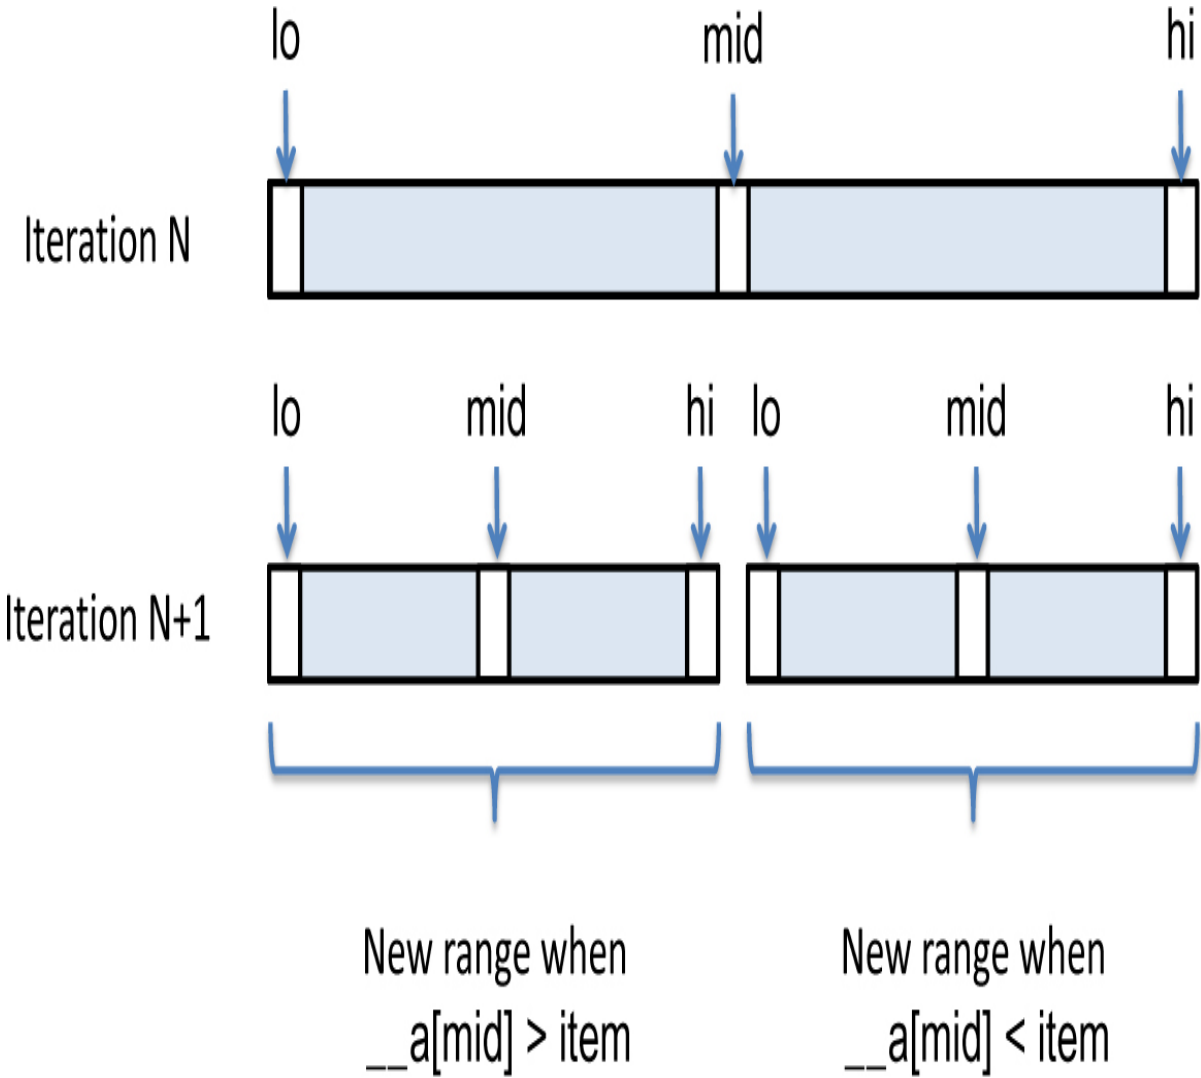 lo mid hi
Iteration N
lo mid hi lo mid hi
Iteration N+1
New range when
__a[mid] > item
New range when
__a[mid] < item